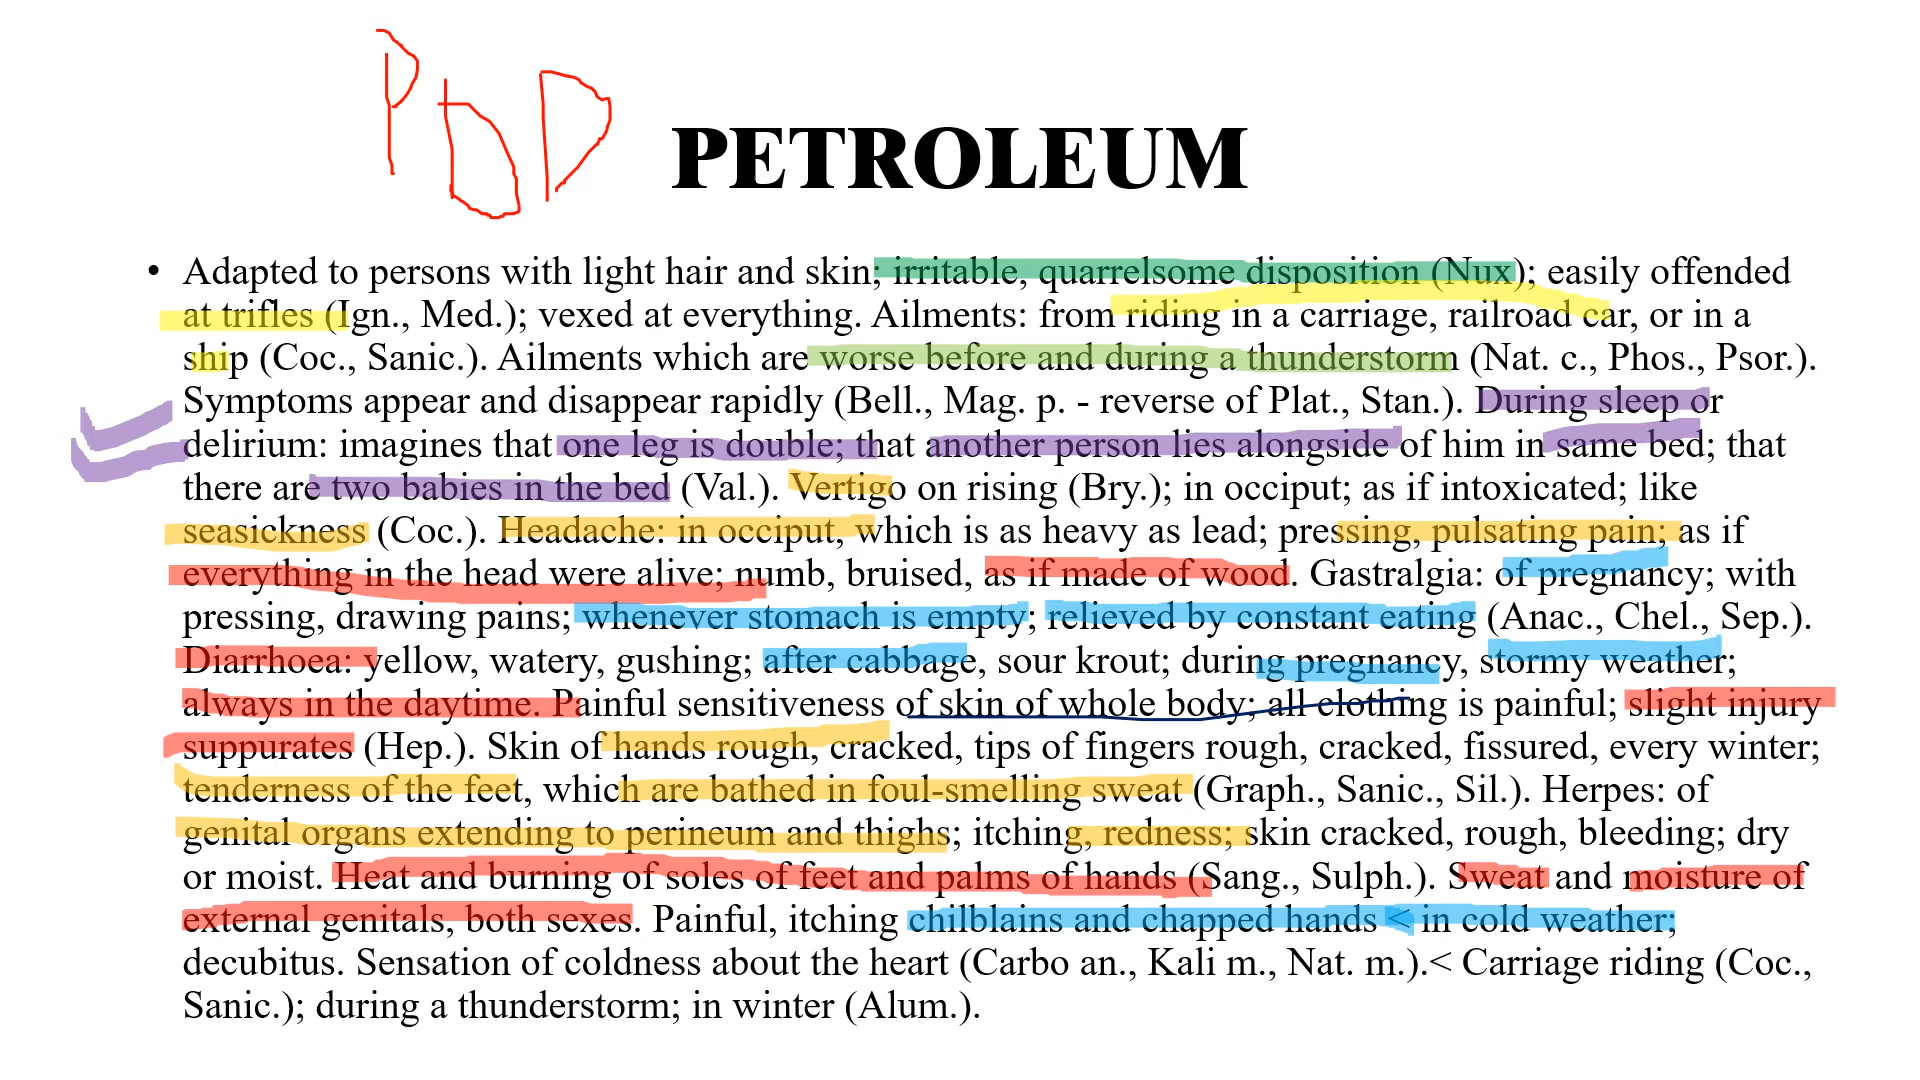 PDD
PETROLEUM
• Adapted to persons with light hair and skin; irritable, quarrelsome disposition (Nux); easily offended
at trifles (Ign., Med.); vexed at everything. Ailments: from riding in a carriage, railroad car, or in a
ship (Coc., Sanic.). Ailments which are worse before and during a thunderstorm (Nat. c., Phos., Psor.).
Symptoms appear and disappear rapidly (Bell., Mag. p. - reverse of Plat., Stan.). During sleep or
delirium: imagines that one leg is double; that another person lies alongside of him in same bed; that
there are two babies in the bed (Val.). Vertigo on rising (Bry.); in occiput; as if intoxicated; like
seasickness (Coc.). Headache: in occiput, which is as heavy as lead; pressing, pulsating pain; as if
everything in the head were alive; numb, bruised, as if made of wood. Gastralgia: of pregnancy; with
pressing, drawing pains; whenever stomach is empty; relieved by constant eating (Anac., Chel., Sep.).
Diarrhoea: yellow, watery, gushing; after cabbage, sour krout; during pregnancy, stormy weather;
always in the daytime. Painful sensitiveness of skin of whole body; all clothing is painful; slight injury
suppurates (Hep.). Skin of hands rough, cracked, tips of fingers rough, cracked, fissured, every winter;
tenderness of the feet, which are bathed in foul-smelling sweat (Graph., Sanic., Sil.). Herpes: of
genital organs extending to perineum and thighs; itching, redness; skin cracked, rough, bleeding; dry
or moist. Heat and burning of soles of feet and palms of hands (Sang., Sulph.). Sweat and moisture of
external genitals, both sexes. Painful, itching chilblains and chapped hands < in cold weather;
decubitus. Sensation of coldness about the heart (Carbo an., Kali m., Nat. m.).< Carriage riding (Coc.,
Sanic.); during a thunderstorm; in winter (Alum.).